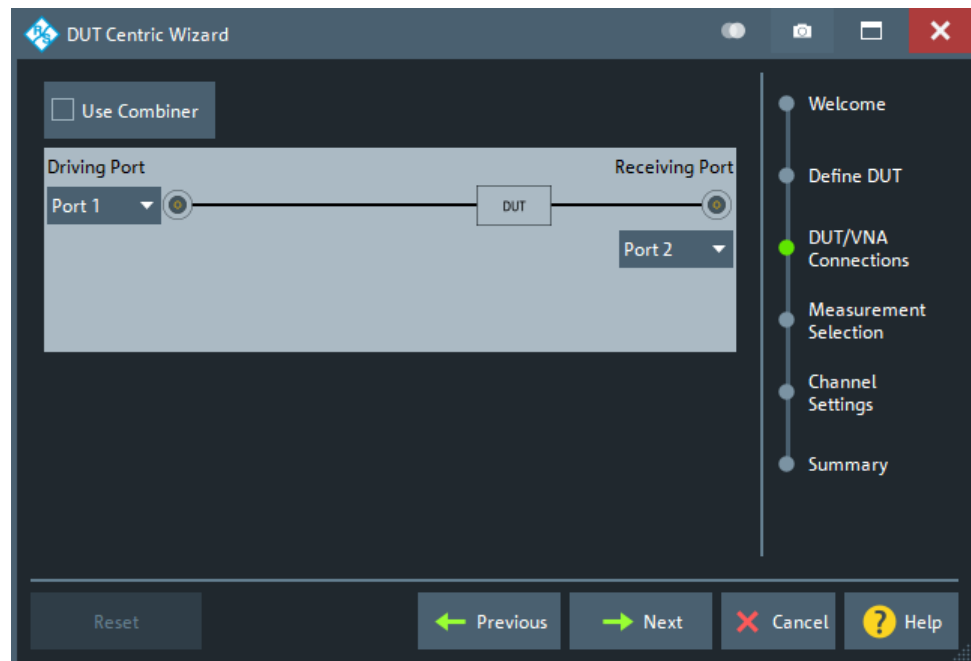 R&S DUT Centric Wizard
Use Combiner
Driving Port
Receiving Port
Port 1
DUT
Port 2
Welcome
Define DUT
DUT/VNA
Connections
Measurement
Selection
Channel
Settings
Summary
Reset
Previous
Next
Cancel
? Help